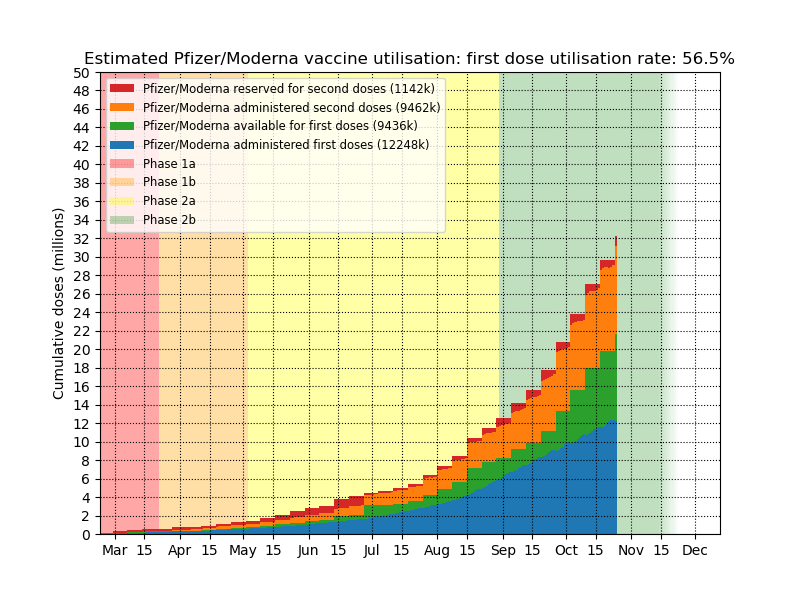 Estimated Pfizer/Moderna vaccine utilisation: first dose utilisation rate: 56.5%
Cumulative doses (millions)
50
48
46
44
42
40
38
36
34
32
30
28
26
24
22
20
18
16
14
12
10
8
6
4
2
0
Pfizer/Moderna reserved for second doses (1142k)
Pfizer/Moderna administered second doses (9462k)
Pfizer/Moderna available for first doses (9436k)
Pfizer/Moderna administered first doses (12248k)
Phase 1a
Phase 1b
Phase 2a
Phase 2b
Mar 15 Apr 15 May 15 Jun 15 Jul 15 Aug 15 Sep 15 Oct 15 Nov 15 Dec